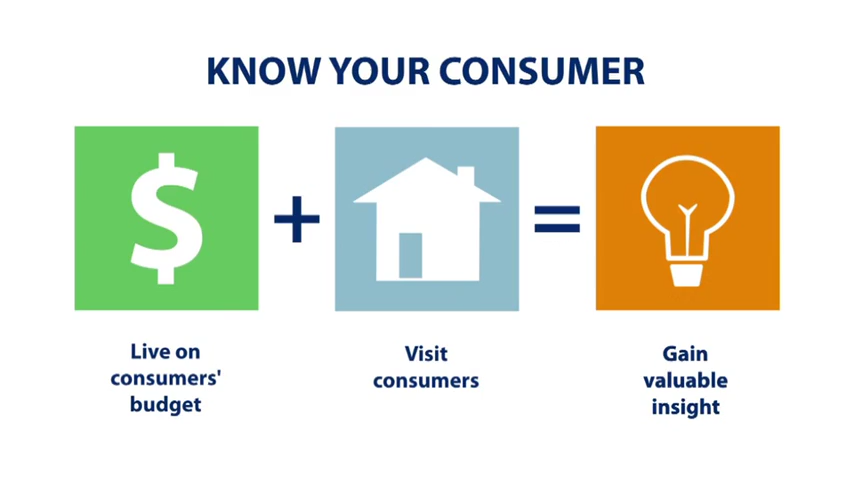 KNOW YOUR CONSUMER
$
+
=
Live on
consumers'
budget
Visit
consumers
Gain
valuable
insight